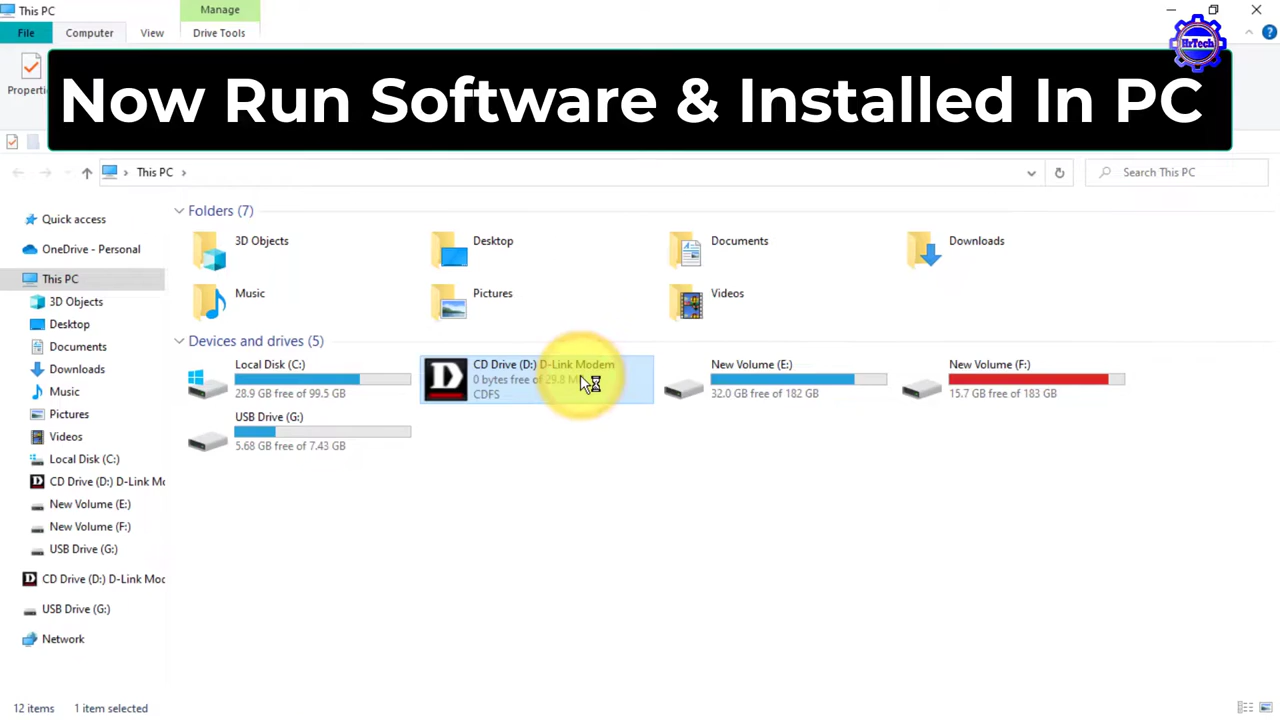 This PC
Manage
File
Computer
View
Drive Tools
HrTech
Now Run Software & Installed In PC
This PC
Search This PC
Quick access
OneDrive - Personal
This PC
3D Objects
Desktop
Documents
Downloads
Music
Pictures
Videos
Local Disk (C:)
CD Drive (D:) D-Link Mo
New Volume (E:)
New Volume (F:)
USB Drive (G:)
CD Drive (D:) D-Link Mod
USB Drive (G:)
Network
Folders (7)
3D Objects
Desktop
Documents
Downloads
Music
Pictures
Videos
Devices and drives (5)
Local Disk (C:)
28.9 GB free of 99.5 GB
CD Drive (D:) D-Link Modem
0 bytes free of 29.8 M
CDFS
New Volume (E:)
32.0 GB free of 182 GB
New Volume (F:)
15.7 GB free of 183 GB
USB Drive (G:)
5.68 GB free of 7.43 GB
12 items
1 item selected